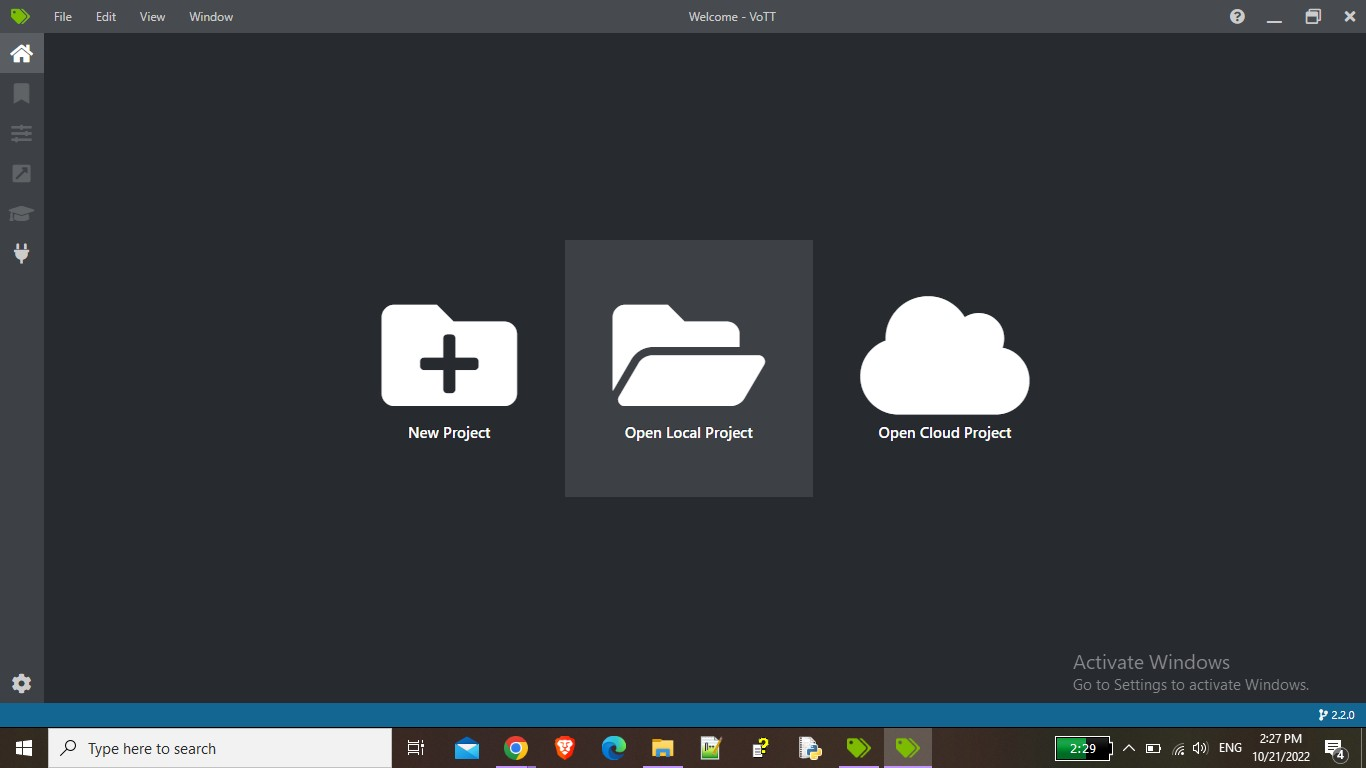 File Edit View Window Welcome - VoTT
New Project
Open Local Project
Open Cloud Project
Activate Windows
Go to Settings to activate Windows.
2.2.0
Type here to search
2:29
ENG
2:27 PM
10/21/2022
4